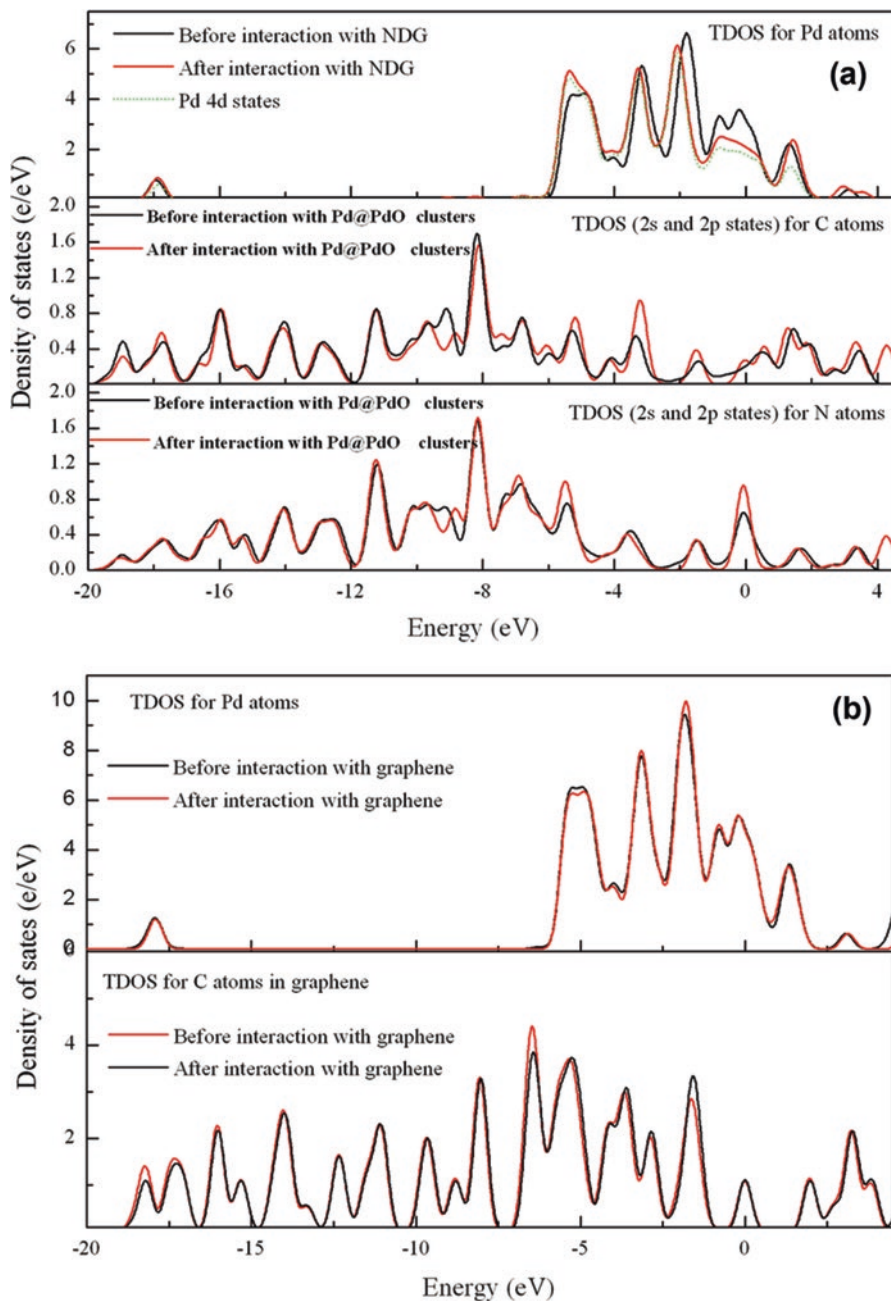 Before interaction with NDG
After interaction with NDG
Pd 4d states
TDOS for Pd atoms
(a)
6
4
2
2.0
Before interaction with Pd@PdO clusters
After interaction with Pd@PdO clusters
TDOS (2s and 2p states) for C atoms
1.6
1.2
0.8
0.4
2.0
Before interaction with Pd@PdO clusters
After interaction with Pd@PdO clusters
TDOS (2s and 2p states) for N atoms
1.6
1.2
0.8
0.4
0.0
Density of states (e/eV)
-20 -16 -12 -8 -4 0 4
Energy (eV)
TDOS for Pd atoms
(b)
Before interaction with graphene
After interaction with graphene
10
8
6
4
2
TDOS for C atoms in graphene
Before interaction with graphene
After interaction with graphene
4
2
Density of sates (e/eV)
-20 -15 -10 -5 0
Energy (eV)